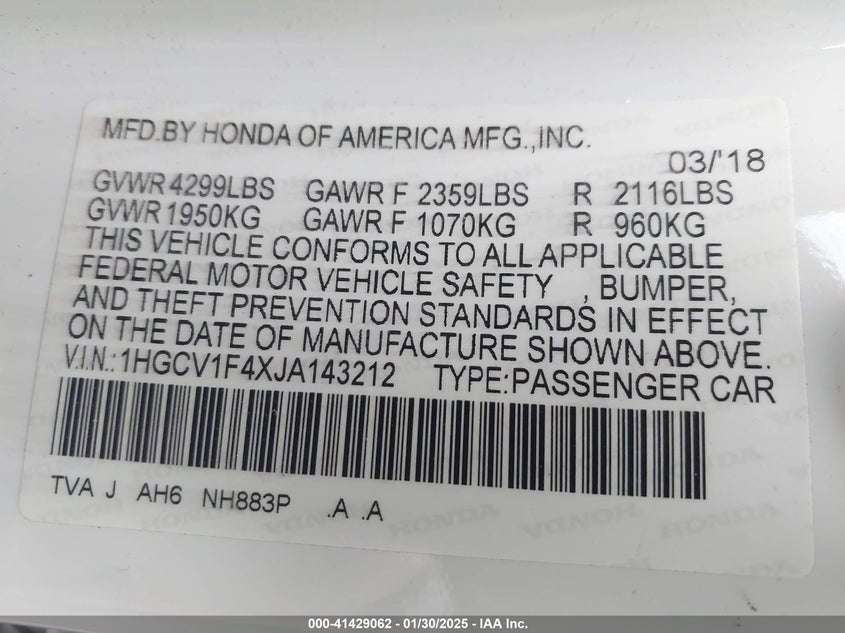 MFD.BY HONDA OF AMERICA MFG.,INC.
03/'18
GVWR 4299LBS GAWR F 2359LBS R 2116LBS
GVWR 1950KG GAWR F 1070KG R 960KG
THIS VEHICLE CONFORMS TO ALL APPLICABLE
FEDERAL MOTOR VEHICLE SAFETY , BUMPER,
AND THEFT PREVENTION STANDARDS IN EFFECT
ON THE DATE OF MANUFACTURE SHOWN ABOVE.
V.I.N.:1HGCV1F4XJA143212 TYPE:PASSENGER CAR
TVA J AH6 NH883P .A .A
HONDA HONDA HONDA
000-41429062 - 01/30/2025 - IAA Inc.